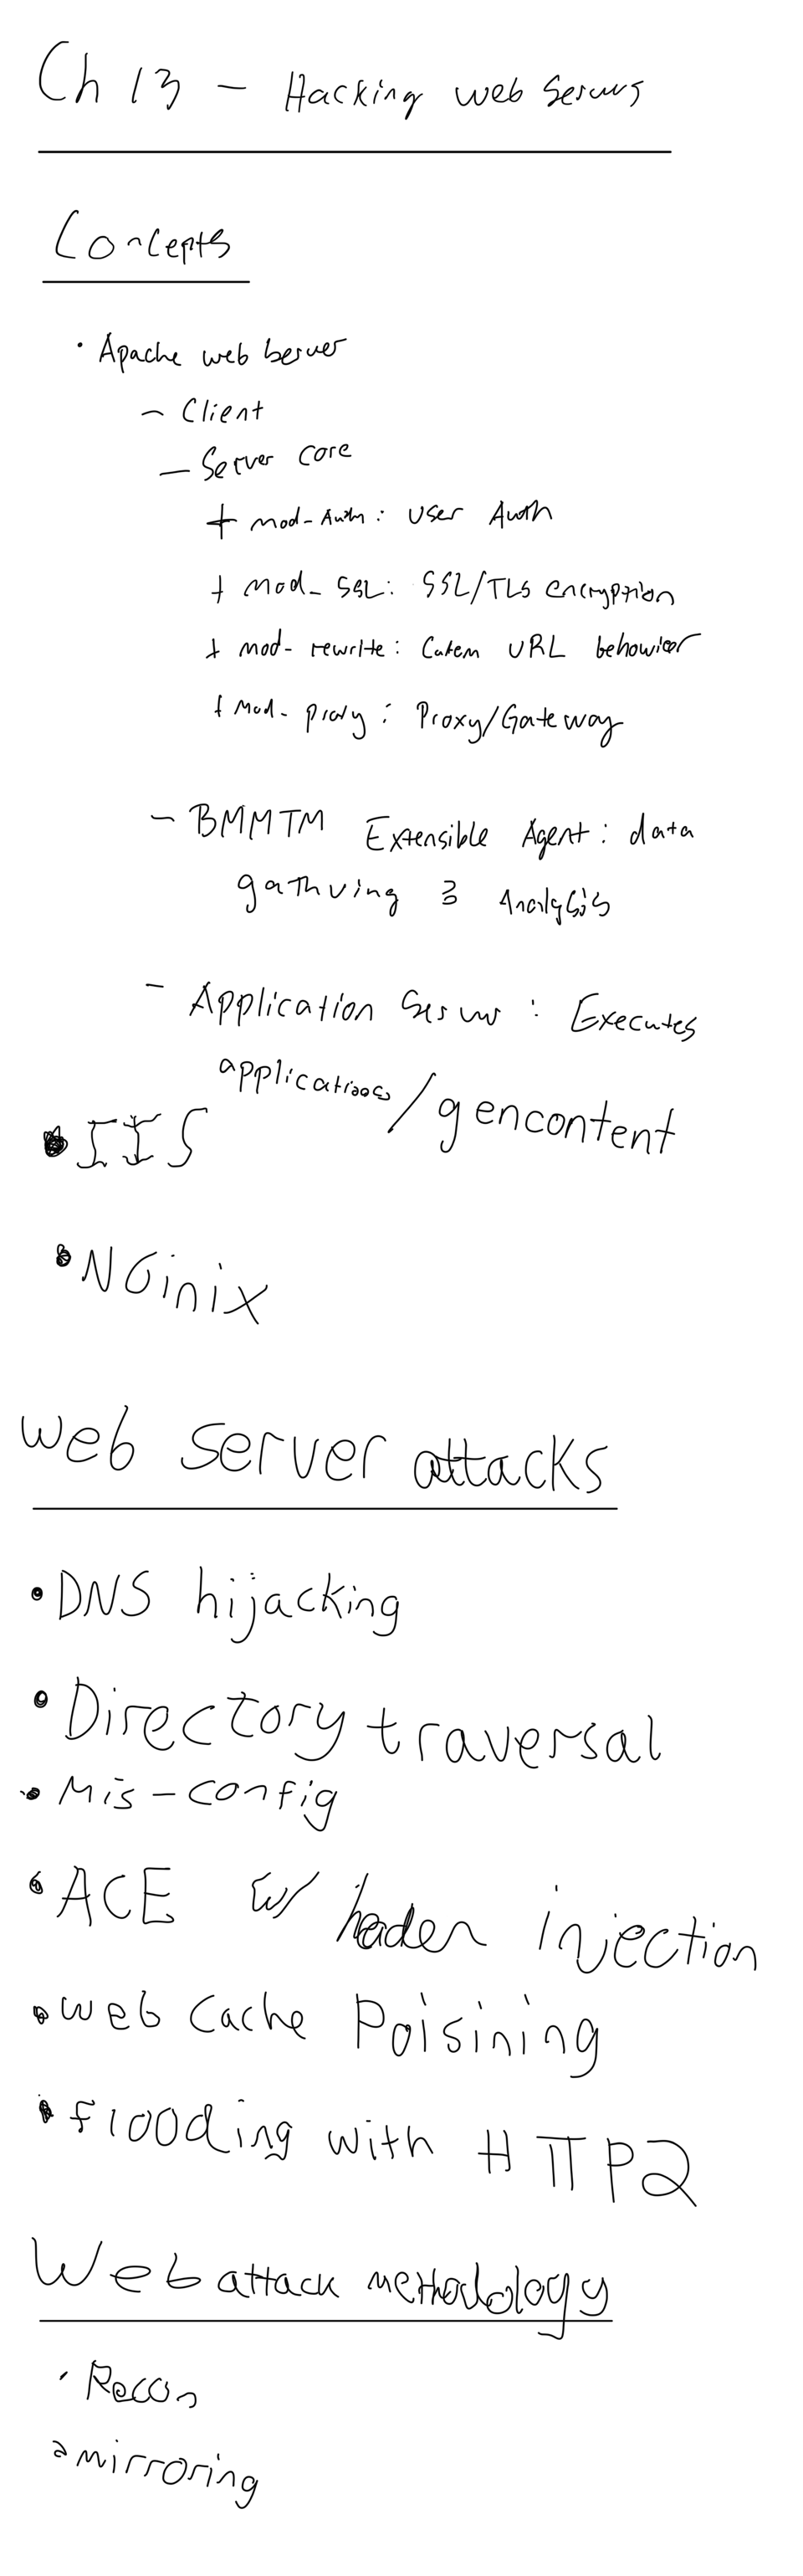 Ch 13 - Hacking web Servers
Concepts
• Apache web server
- Client
- Server core
+ mod-Auth: User Auth
+ mod_SSL: SSL/TLS encryption
+ mod- rewrite: URL behavior
+ Mod- proxy: Proxy/Gateway
- BMMTM Extensible Agent: data
gathering & Analysis
- Application Server: Executes
applications/gencontent
• IIS
• NGinix
Web Server attacks
• DNS hijacking
• Directory traversal
• Mis-config
• ACE w/ header injection
• Web Cache Poisining
• flooding with HTTP2
Web attack methodology
• Recon
• mirroring